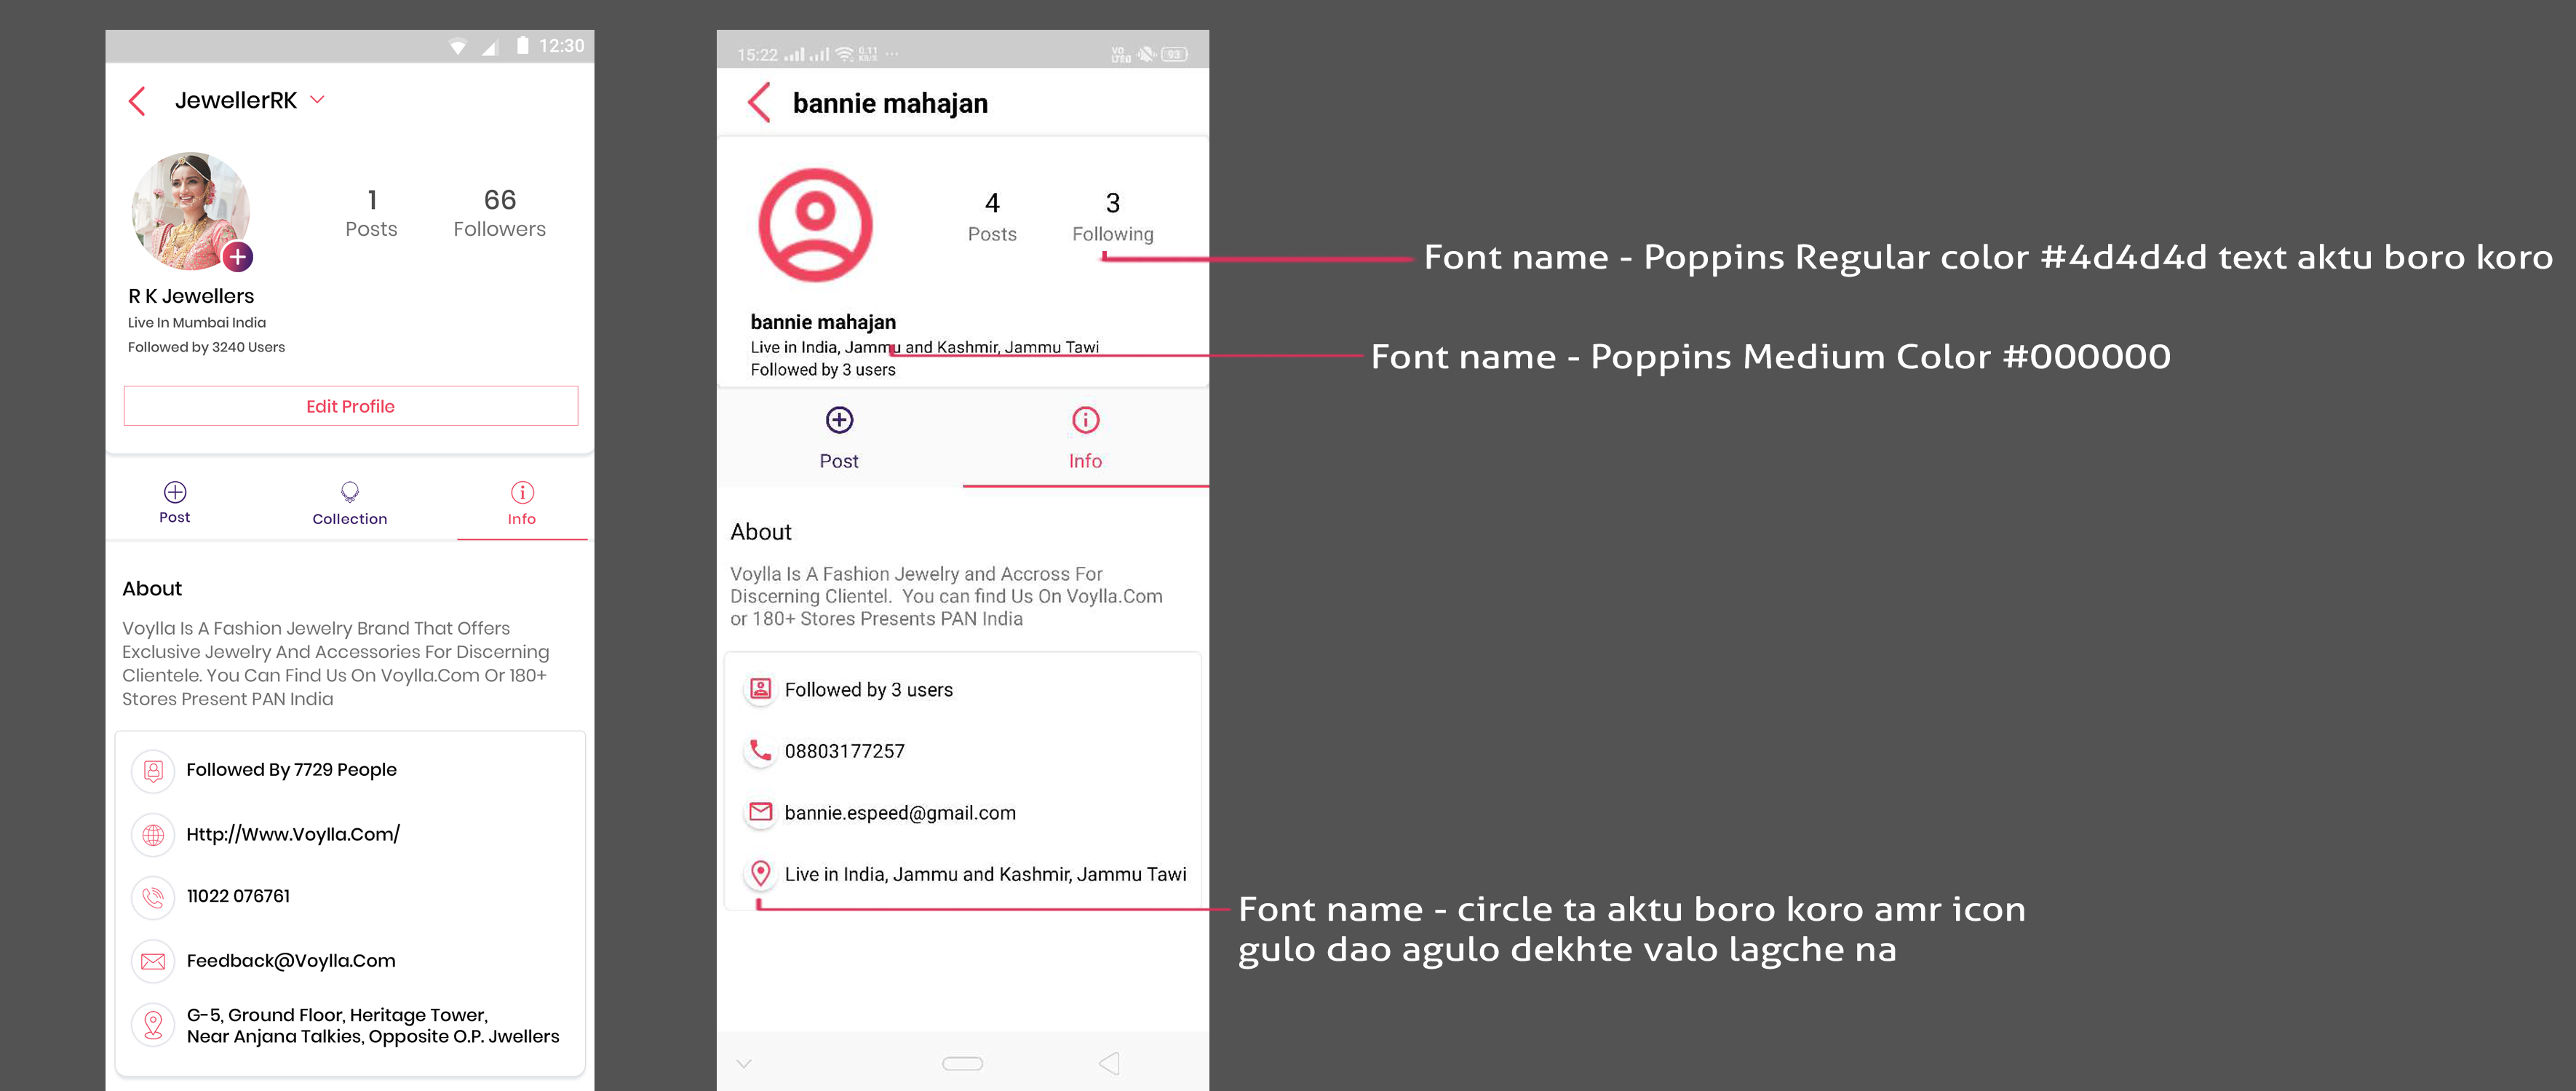 12:30
JewellerRK
1
Posts
66
Followers
R K Jewellers
Live In Mumbai India
Followed by 3240 Users
Edit Profile
Post
Collection
Info
About
Voylla Is A Fashion Jewelry Brand That Offers
Exclusive Jewelry And Accessories For Discerning
Clientele. You Can Find Us On Voylla.Com Or 180+
Stores Present PAN India
Followed By 7729 People
Http://Www.Voylla.Com/
11022 076761
Feedback@Voylla.Com
G-5, Ground Floor, Heritage Tower,
Near Anjana Talkies, Opposite O.P. Jwellers
15:22 0.11 KB/S ... VO LTE 93
bannie mahajan
4
Posts
3
Following
bannie mahajan
Live in India, Jammu and Kashmir, Jammu Tawi
Followed by 3 users
Post
Info
About
Voylla Is A Fashion Jewelry and Accross For
Discerning Clientel. You can find Us On Voylla.Com
or 180+ Stores Presents PAN India
Followed by 3 users
08803177257
bannie.espeed@gmail.com
Live in India, Jammu and Kashmir, Jammu Tawi
Font name - Poppins Regular color #4d4d4d text aktu boro koro
Font name - Poppins Medium Color #000000
Font name - circle ta aktu boro koro amr icon
gulo dao agulo dekhte valo lagche na